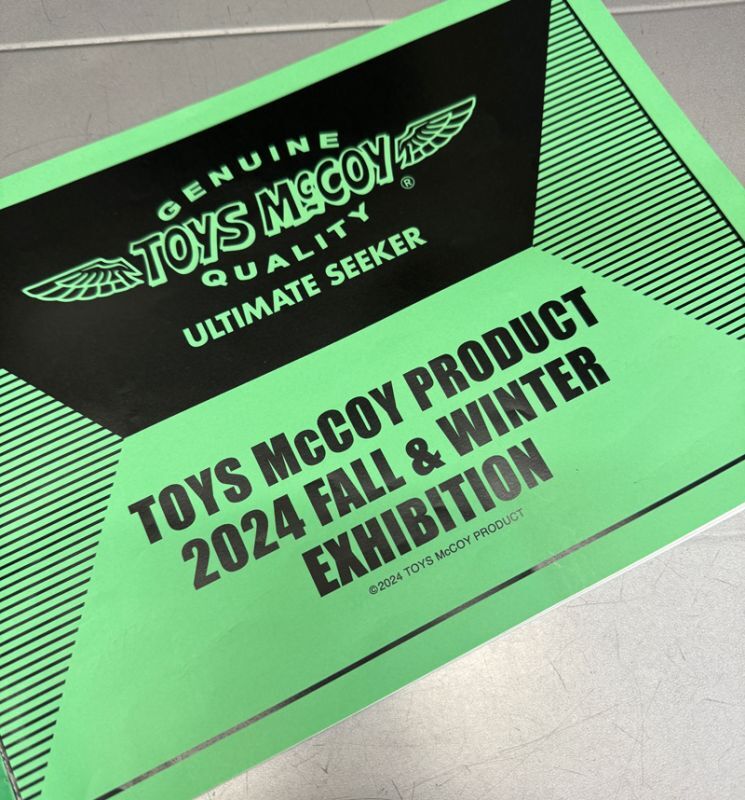 GENUINE
TOYS McCOY ®
QUALITY
ULTIMATE SEEKER
TOYS McCOY PRODUCT
2024 FALL & WINTER
EXHIBITION
©2024 TOYS McCOY PRODUCT